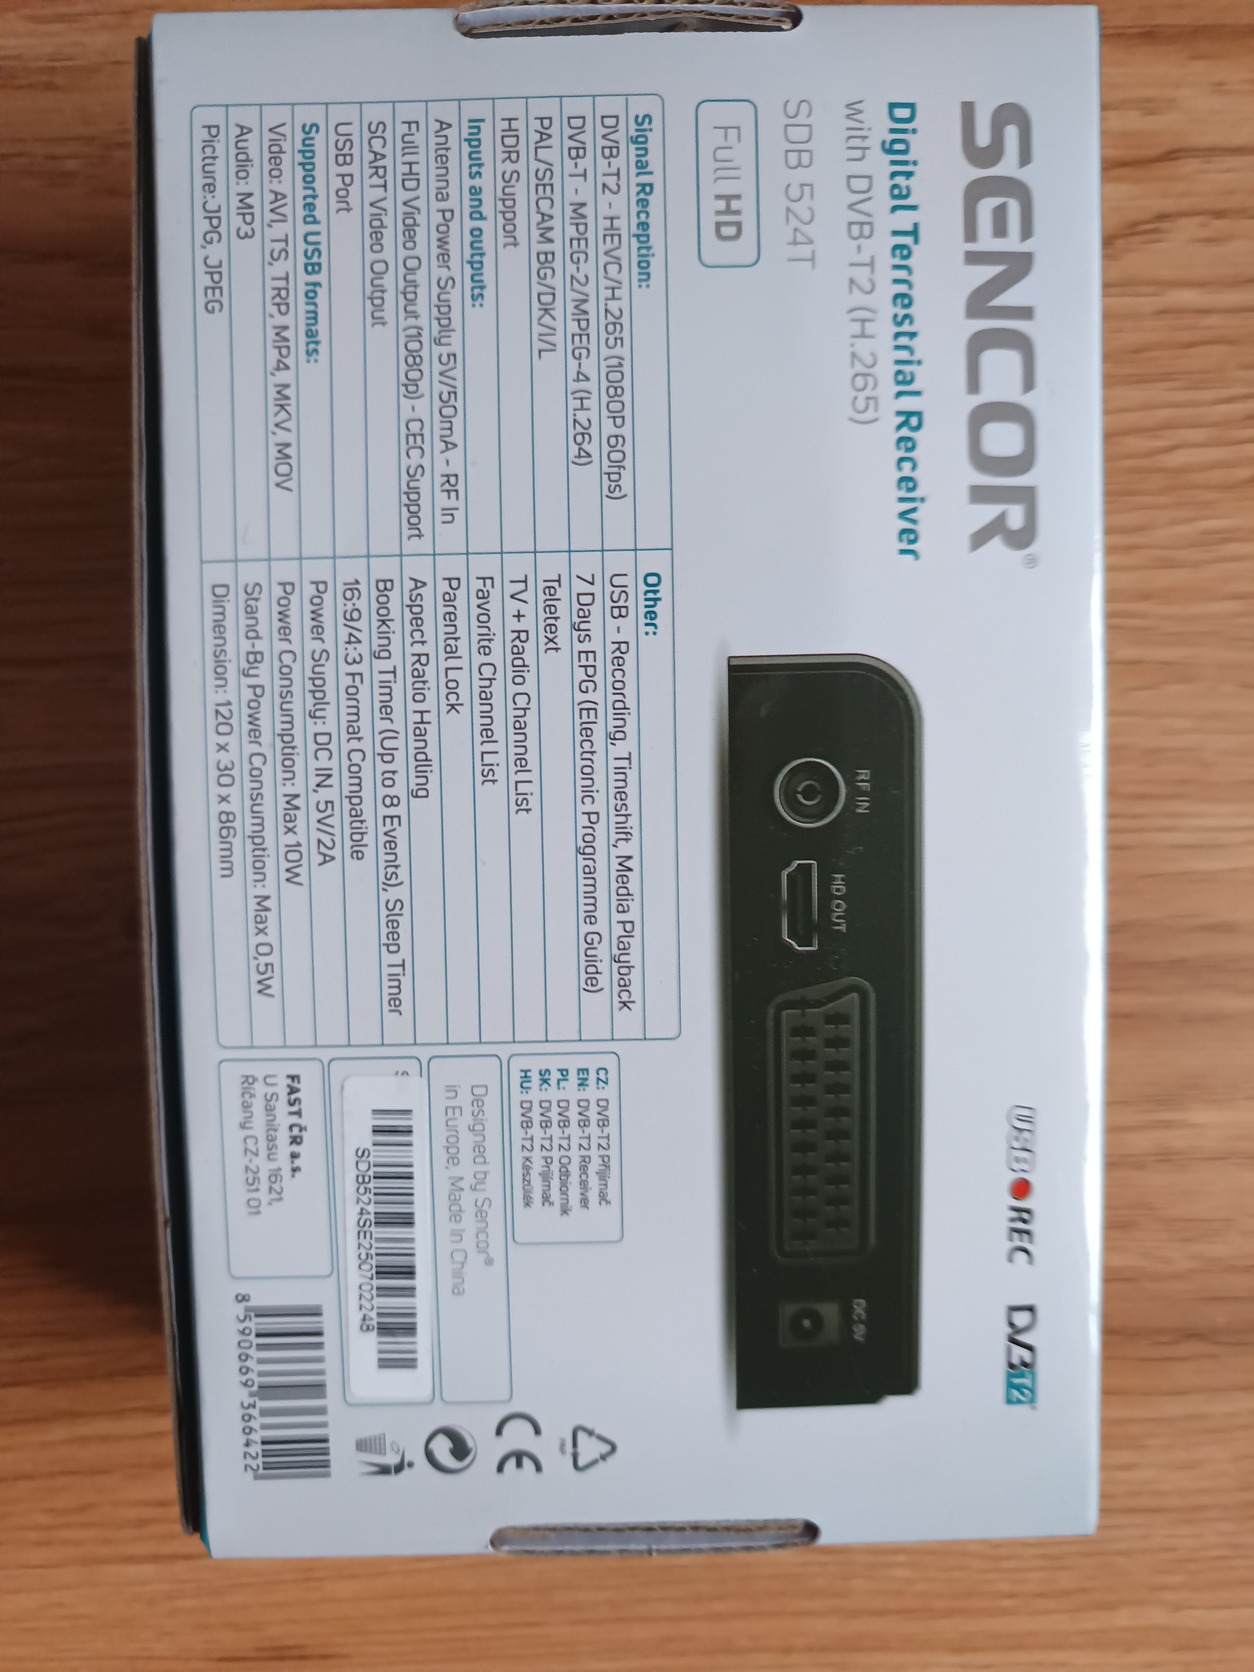 SENCOR®
Digital Terrestrial Receiver
with DVB-T2 (H.265)
SDB 524T
Full HD
USB REC
DVB T2
RF IN
HD OUT
DC 5V
Signal Reception:
DVB-T2 - HEVC/H.265 (1080P 60fps)
DVB-T - MPEG-2/MPEG-4 (H.264)
PAL/SECAM BG/DK/I/L
HDR Support
Inputs and outputs:
Antenna Power Supply 5V/50mA - RF In
Full HD Video Output (1080p) - CEC Support
SCART Video Output
USB Port
Supported USB formats:
Video: AVI, TS, TRP, MP4, MKV, MOV
Audio: MP3
Picture:JPG, JPEG
Other:
USB - Recording, Timeshift, Media Playback
7 Days EPG (Electronic Programme Guide)
Teletext
TV + Radio Channel List
Favorite Channel List
Parental Lock
Aspect Ratio Handling
Booking Timer (Up to 8 Events), Sleep Timer
16:9/4:3 Format Compatible
Power Supply: DC IN, 5V/2A
Power Consumption: Max 10W
Stand-By Power Consumption: Max 0,5W
Dimension: 120 x 30 x 86mm
CZ: DVB-T2 Přijímač
EN: DVB-T2 Receiver
PL: DVB-T2 Odbiornik
SK: DVB-T2 Prijímač
HU: DVB-T2 Készülék
Designed by Sencor®
in Europe, Made in China
SDB524SE250702248
FAST ČR a.s.
U Sanitasu 1621,
Říčany CZ-251 01
8 590669 366422
CE